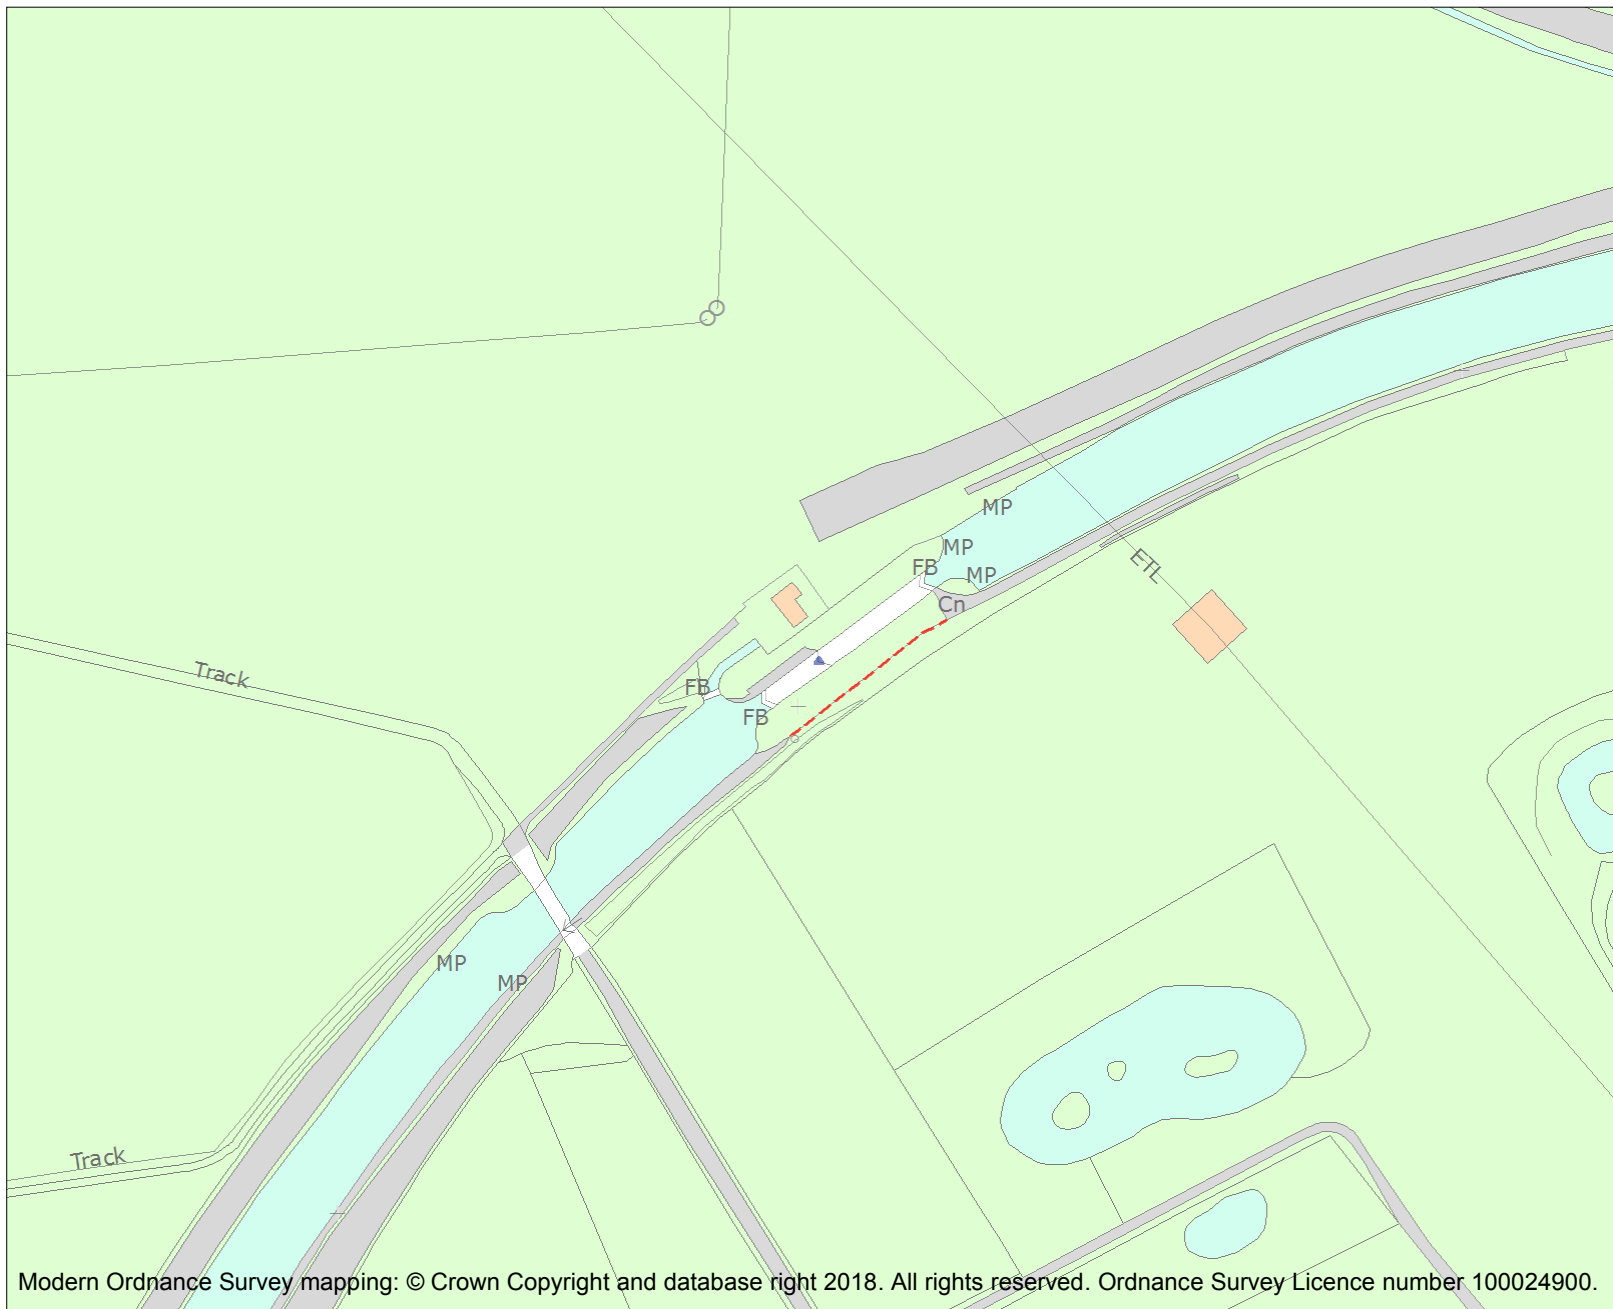 MP
MP
FB
MP
ETL
Cn
Track
FB
FB
MP
MP
Track
Modern Ordnance Survey mapping: © Crown Copyright and database right 2018. All rights reserved. Ordnance Survey Licence number 100024900.